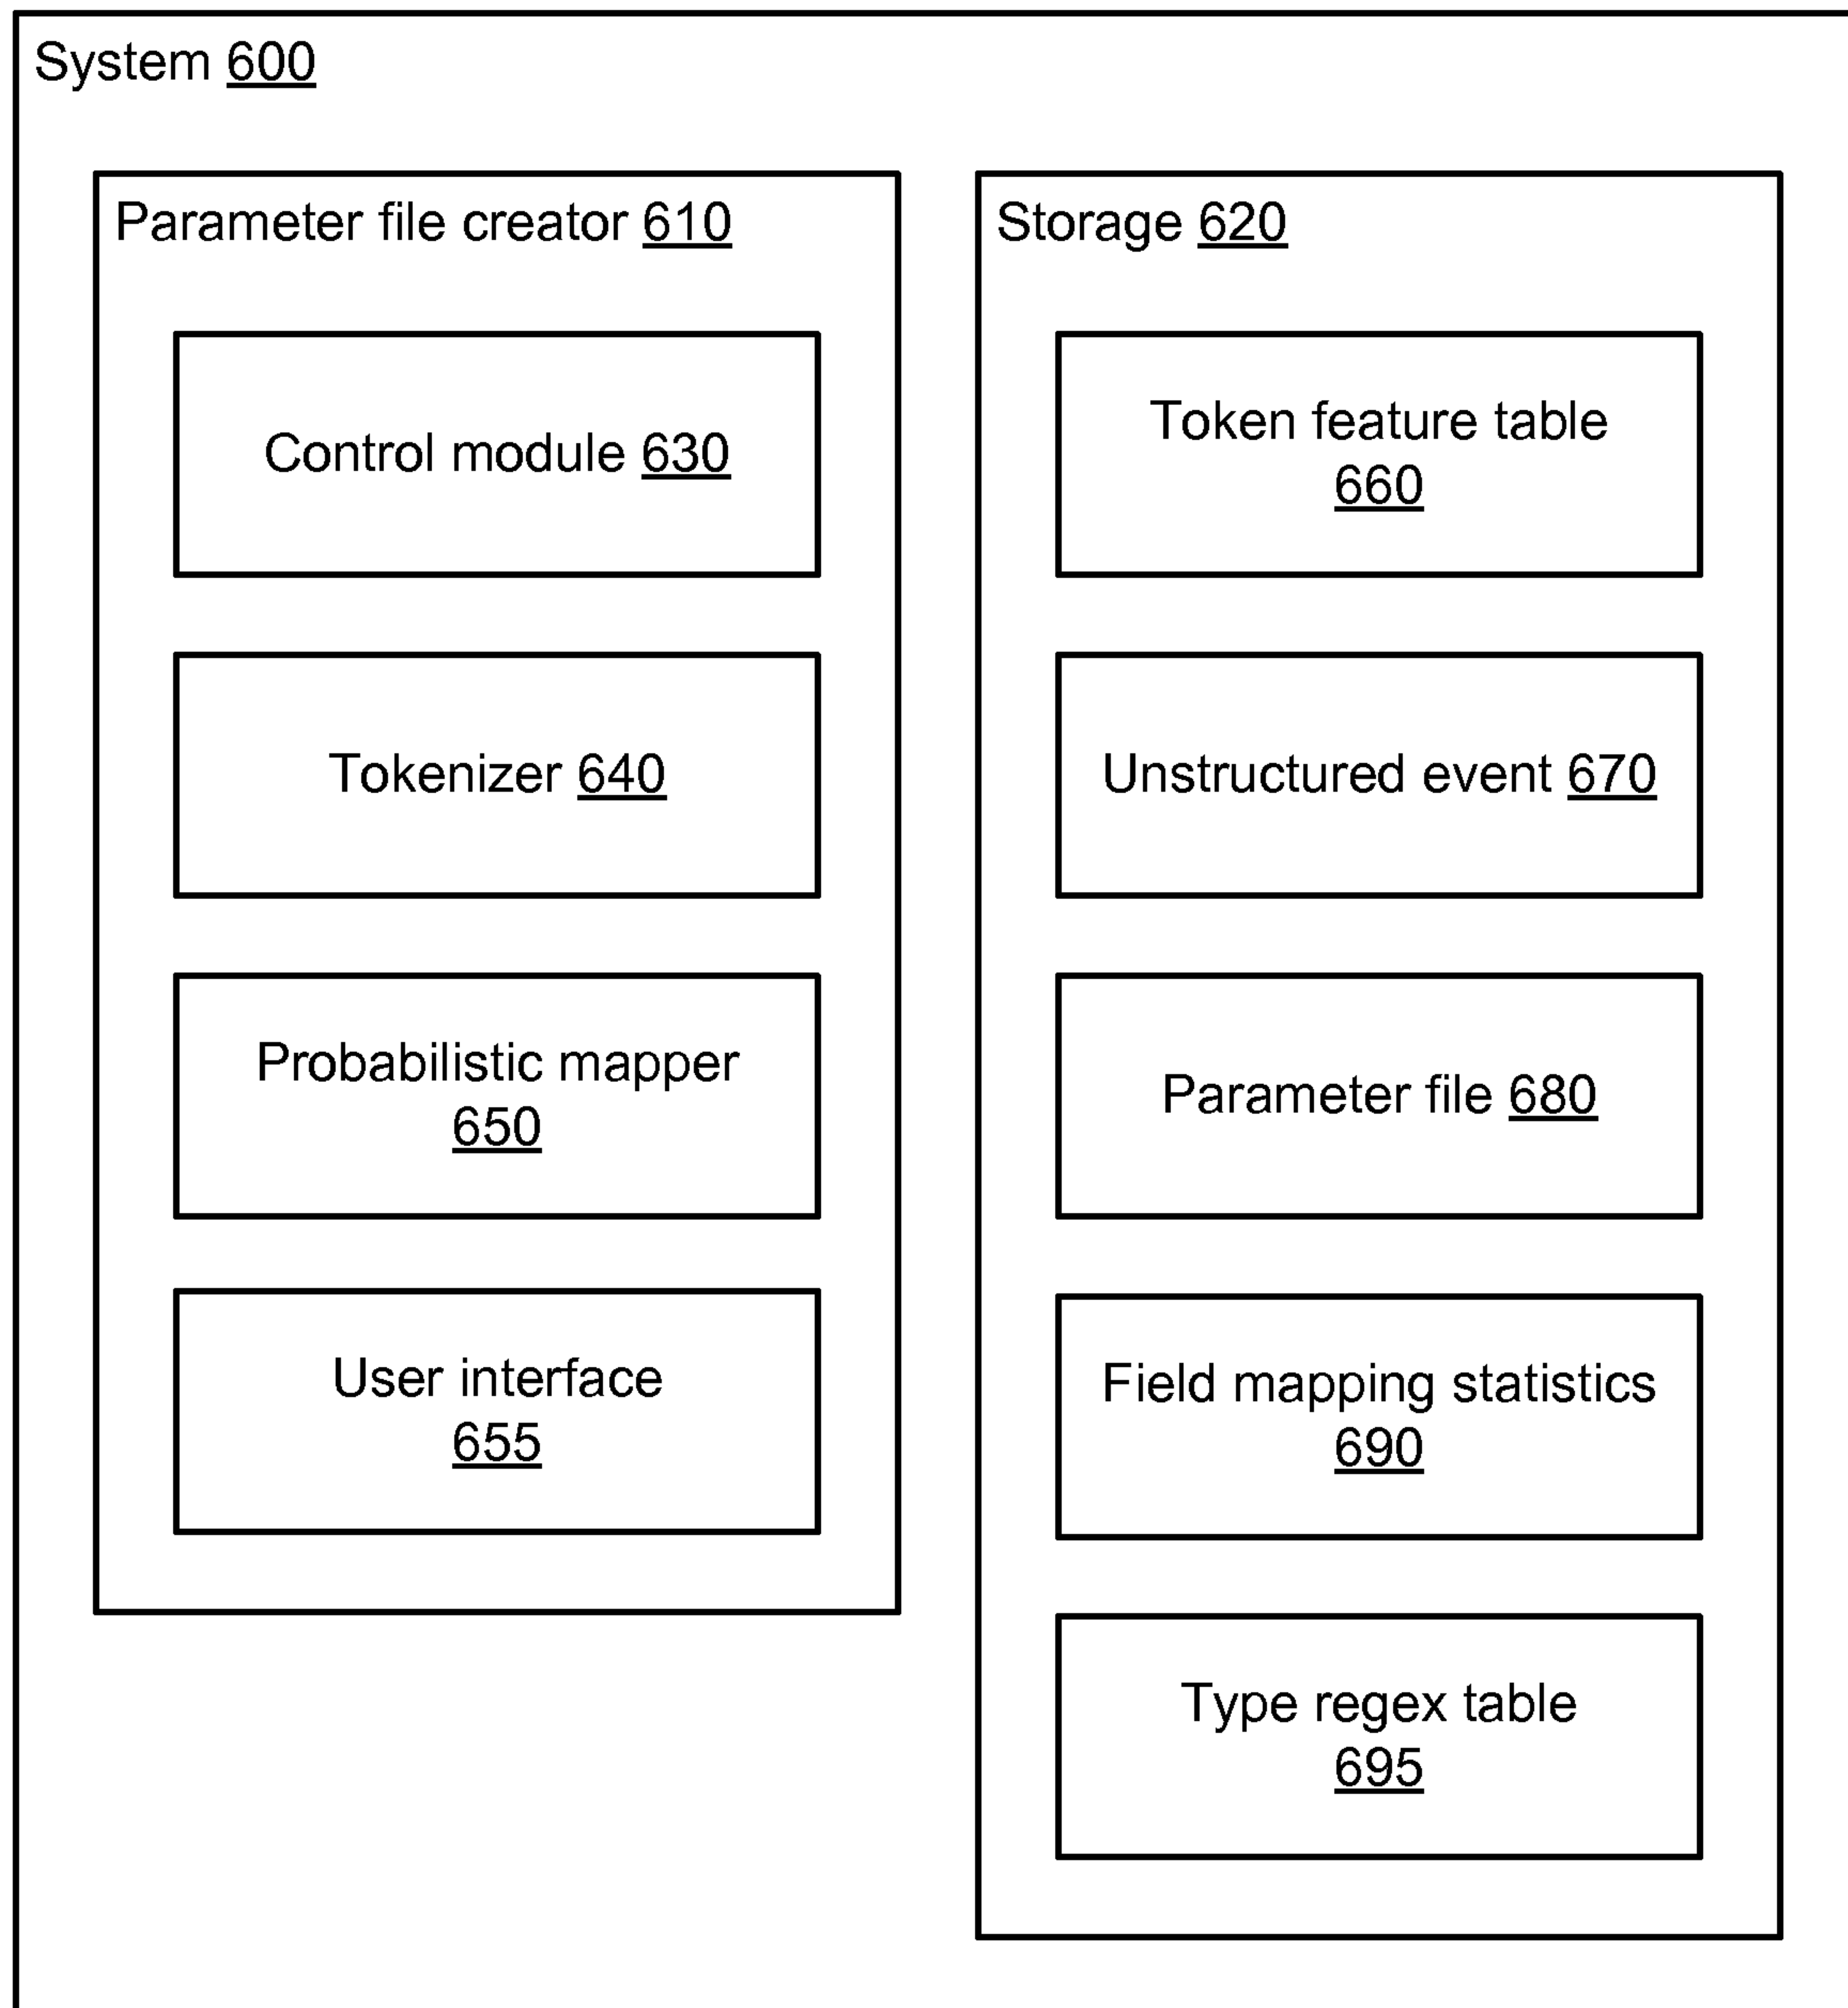 System 600
Parameter file creator 610
Control module 630
Tokenizer 640
Probabilistic mapper
650
User interface
655
Storage 620
Token feature table
660
Unstructured event 670
Parameter file 680
Field mapping statistics
690
Type regex table
695